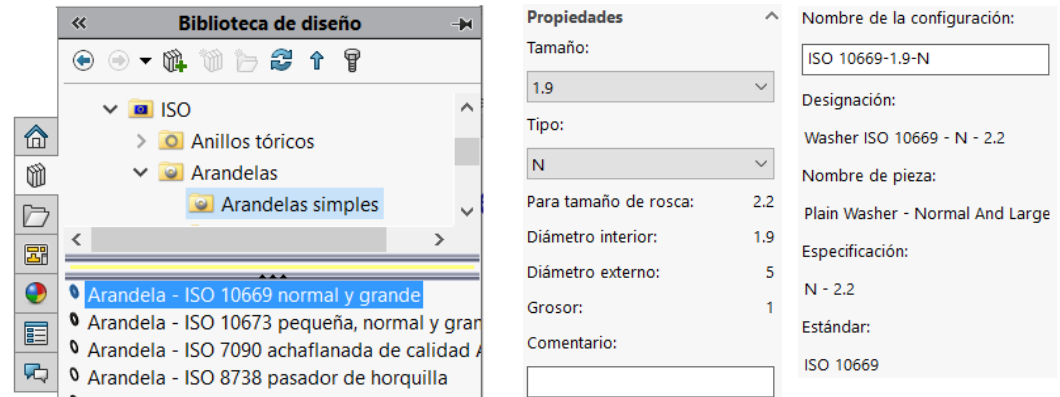 Biblioteca de diseño
ISO
Anillos tóricos
Arandelas
Arandelas simples
Arandela - ISO 10669 normal y grande
Arandela - ISO 10673 pequeña, normal y gran
Arandela - ISO 7090 achaflanada de calidad
Arandela - ISO 8738 pasador de horquilla
Propiedades
Tamaño:
1.9
Tipo:
N
Para tamaño de rosca: 2.2
Diámetro interior: 1.9
Diámetro externo: 5
Grosor: 1
Comentario:
Nombre de la configuración:
ISO 10669-1.9-N
Designación:
Washer ISO 10669 - N - 2.2
Nombre de pieza:
Plain Washer - Normal And Large
Especificación:
N - 2.2
Estándar:
ISO 10669